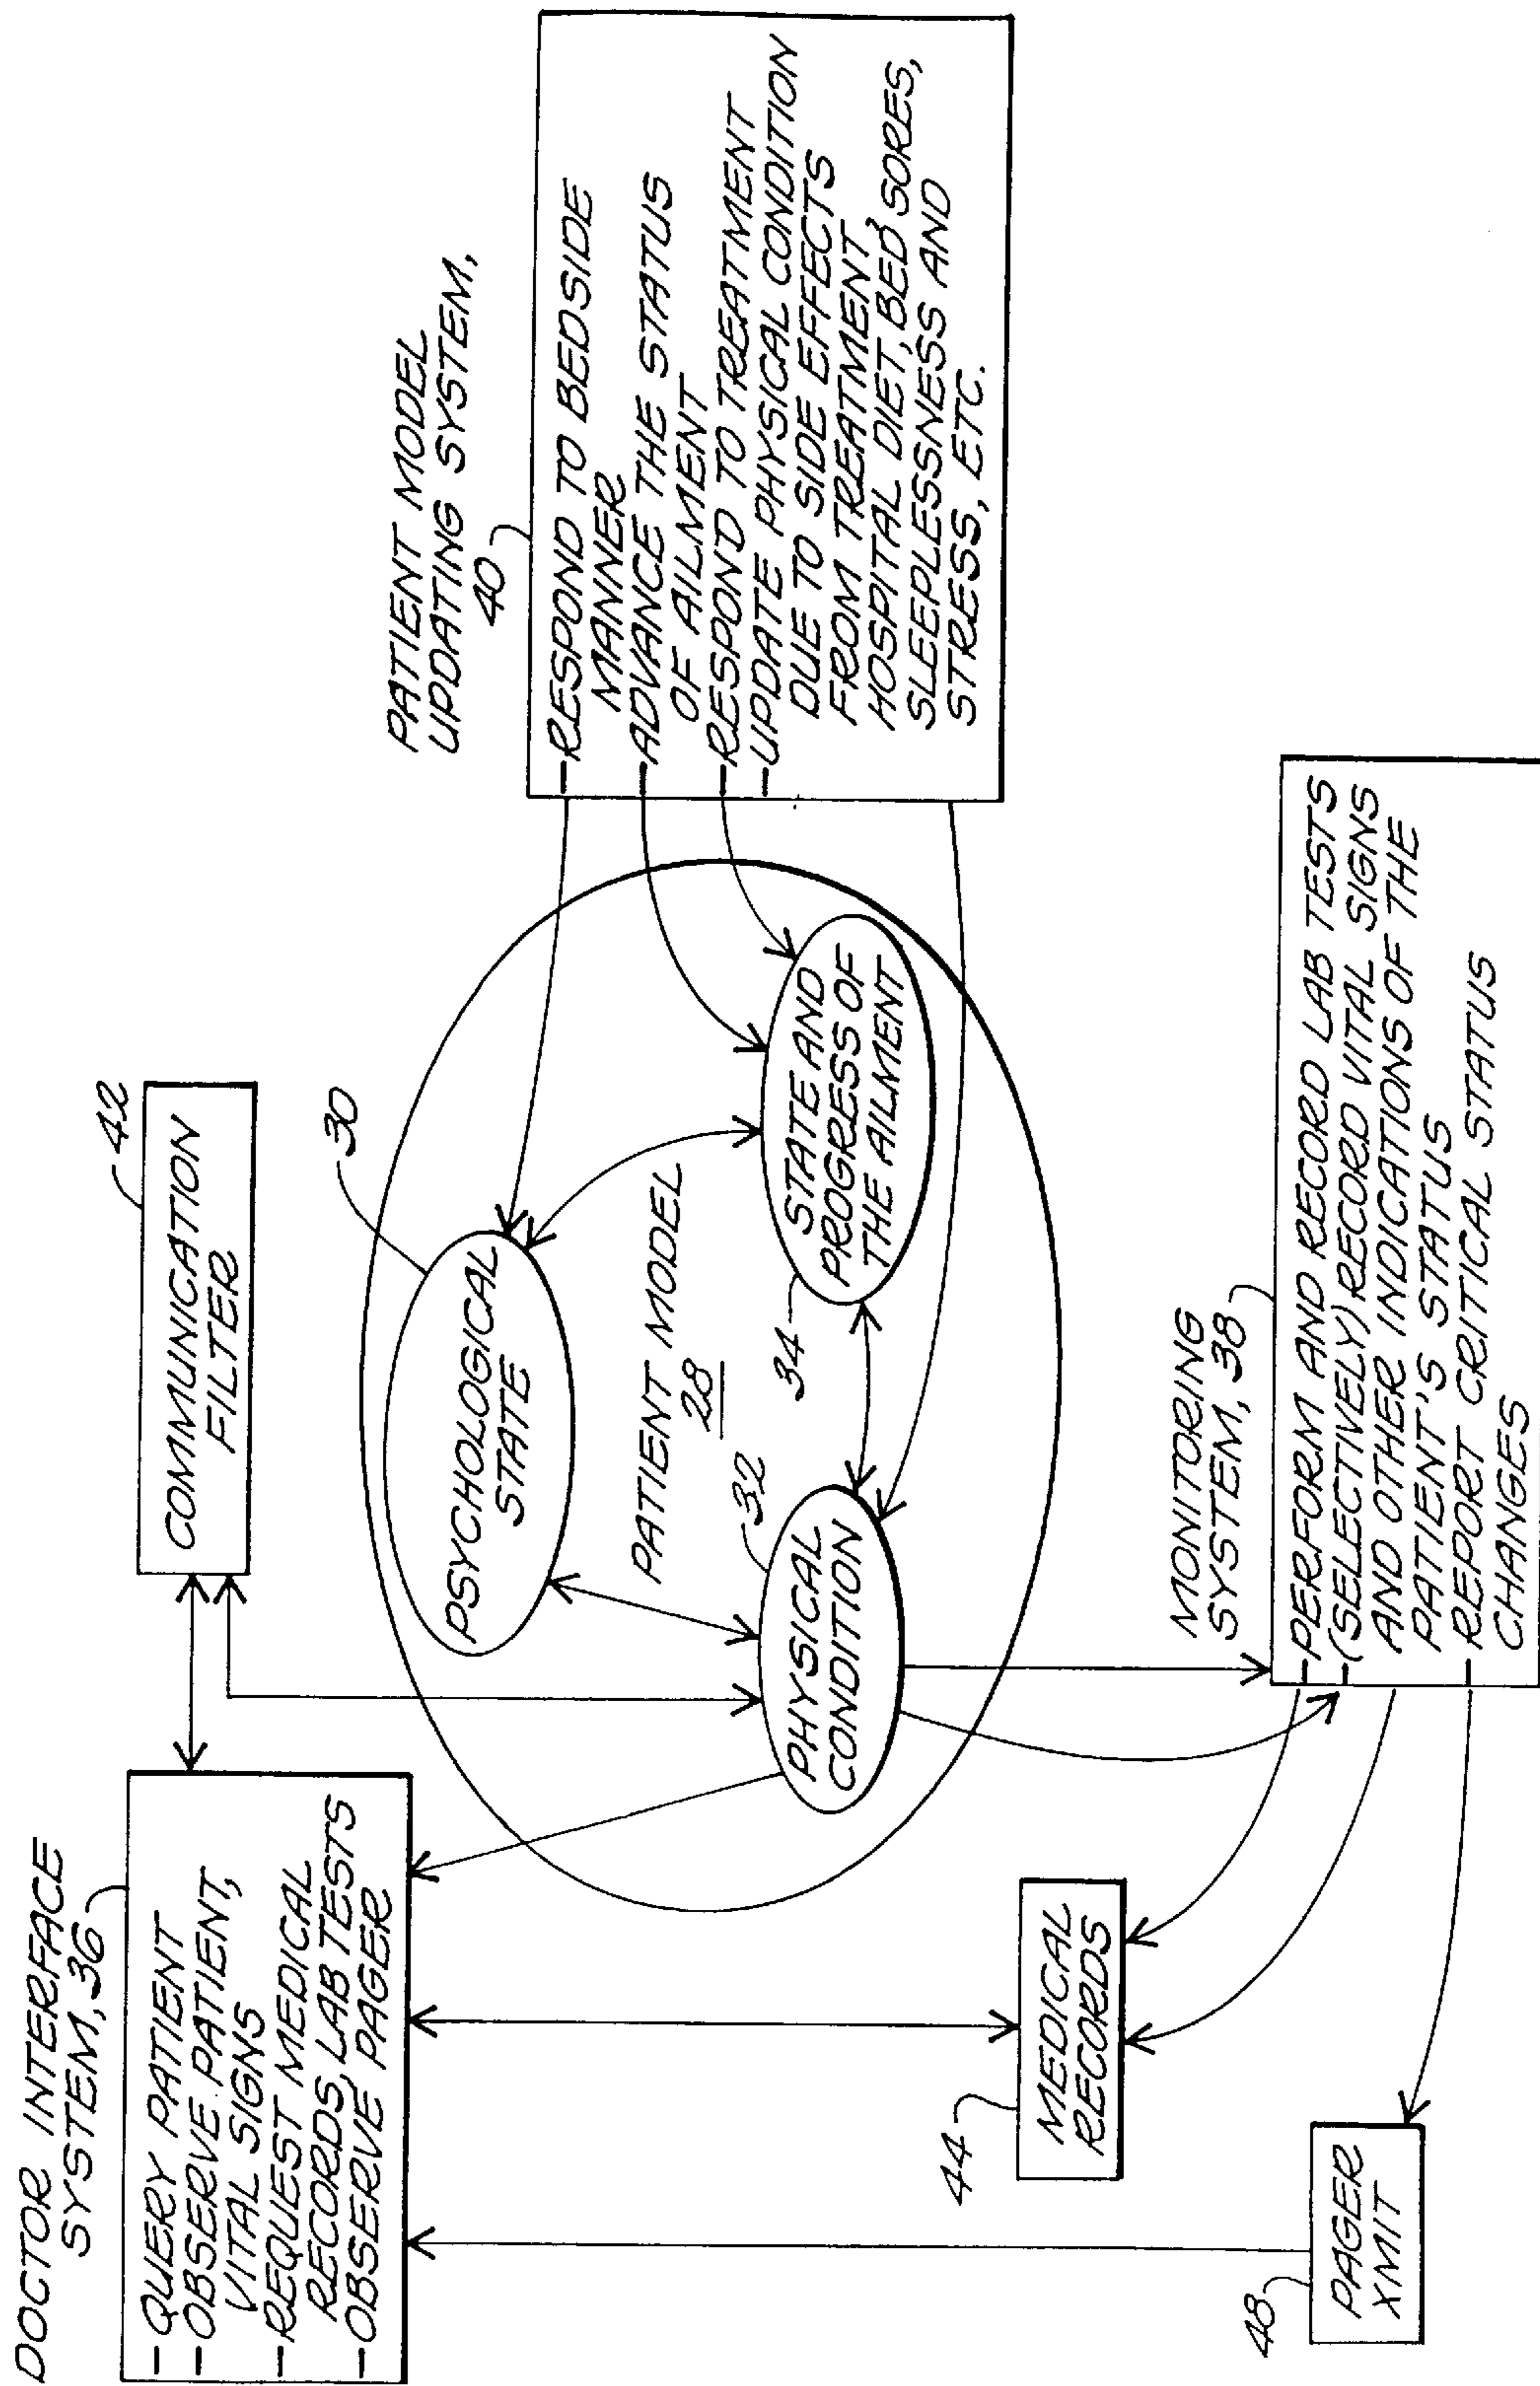 DOCTOR INTERFACE
SYSTEM, 36
-QUERY PATIENT
-OBSERVE PATIENT,
VITAL SIGNS
-REQUEST MEDICAL
RECORDS, LAB TESTS
-OBSERVE PAGER
42
COMMUNICATION
FILTER
30
PSYCHOLOGICAL
STATE
PATIENT MODEL
28
32
PHYSICAL
CONDITION
34
STATE AND
PROGRESS OF
THE AILMENT
PATIENT MODEL
UPDATING SYSTEM,
40
-RESPOND TO BEDSIDE
MANNER
-ADVANCE THE STATUS
OF AILMENT
-RESPOND TO TREATMENT
-UPDATE PHYSICAL CONDITION
DUE TO SIDE EFFECTS
FROM TREATMENT,
HOSPITAL DIET, BED SORES,
SLEEPLESSNESS AND
STRESS, ETC.
44
MEDICAL
RECORDS
48
PAGER
XMIT
MONITORING
SYSTEM, 38
-PERFORM AND RECORD LAB TESTS
-(SELECTIVELY) RECORD VITAL SIGNS
AND OTHER INDICATIONS OF THE
PATIENT'S STATUS
-REPORT CRITICAL STATUS
CHANGES